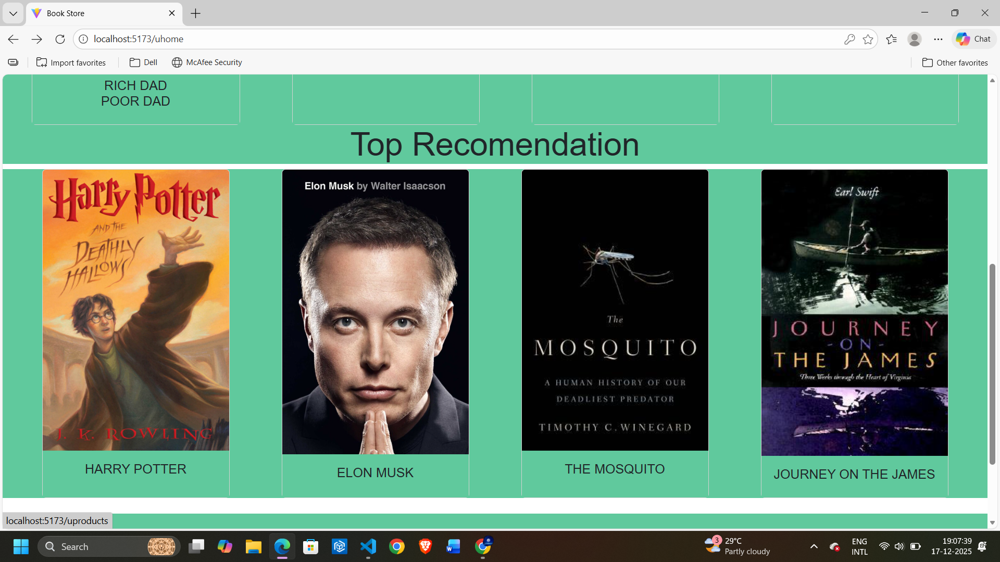 Book Store
localhost:5173/uhome
Chat
Import favorites
Dell
McAfee Security
Other favorites
RICH DAD
POOR DAD
Top Recomendation
Harry Potter
AND THE
DEATHLY
HALLOWS
J. K. ROWLING
HARRY POTTER
Elon Musk by Walter Isaacson
ELON MUSK
The
MOSQUITO
A HUMAN HISTORY OF OUR
DEADLIEST PREDATOR
TIMOTHY C. WINEGARD
THE MOSQUITO
Earl Swift
JOURNEY
-ON-
THE JAMES
Three Weeks through the Heart of Virginia
JOURNEY ON THE JAMES
localhost:5173/uproducts
Search
3
29°C
Partly cloudy
ENG
INTL
19:07:39
17-12-2025